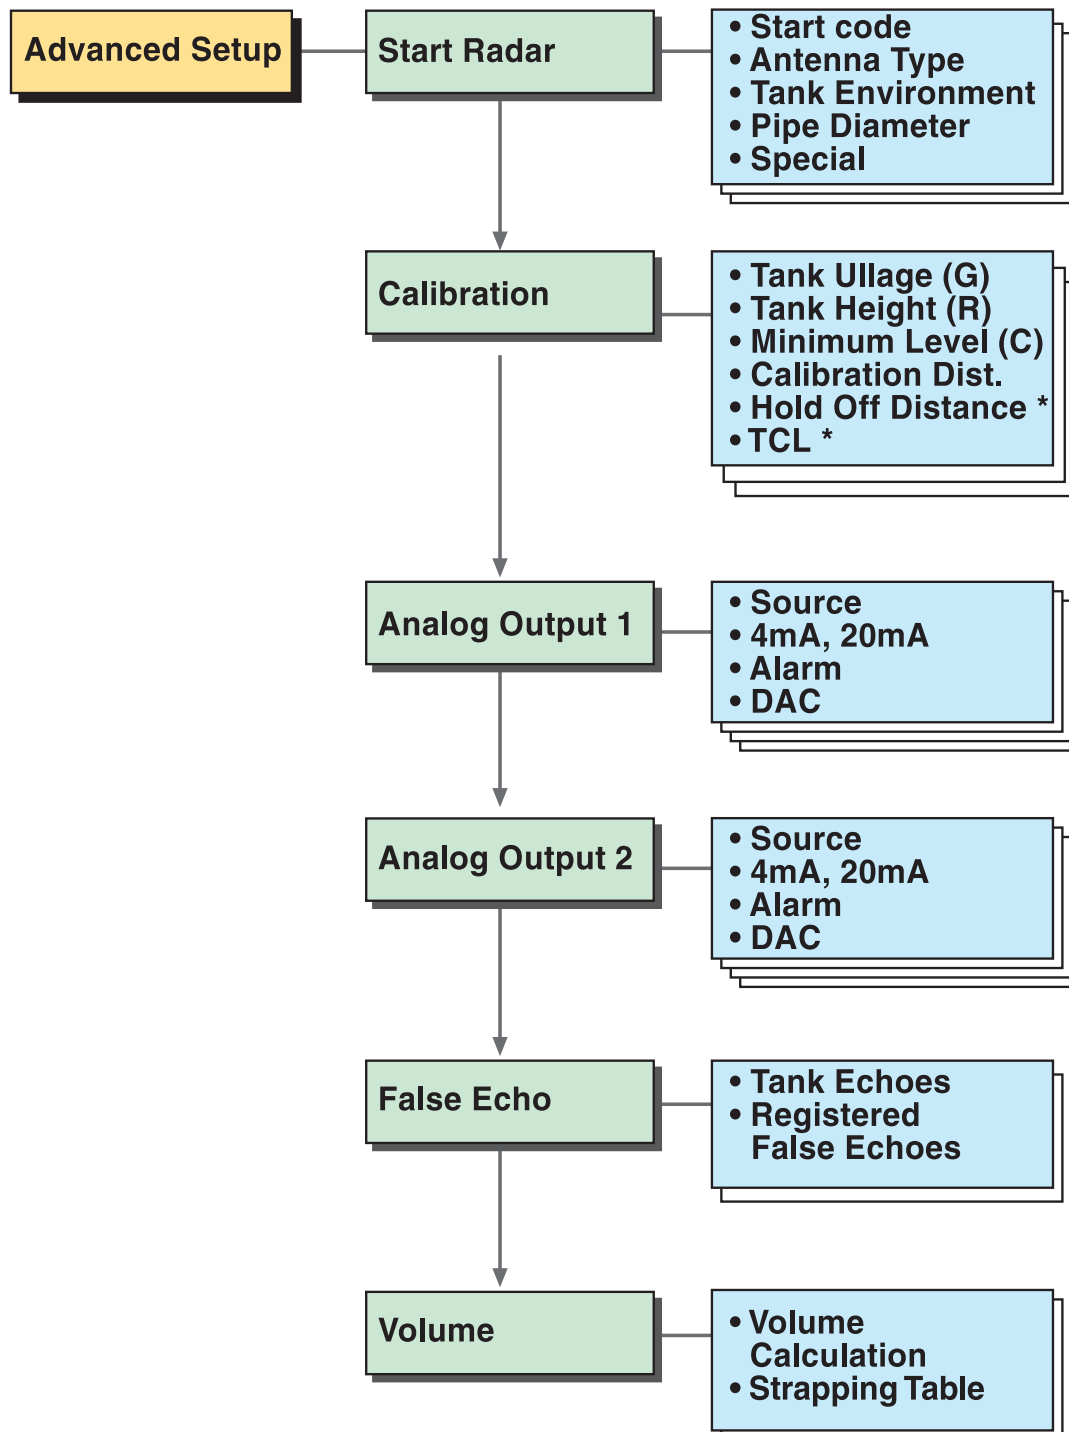 Advanced Setup
Start Radar
• Start code
• Antenna Type
• Tank Environment
• Pipe Diameter
• Special
Calibration
• Tank Ullage (G)
• Tank Height (R)
• Minimum Level (C)
• Calibration Dist.
• Hold Off Distance *
• TCL *
Analog Output 1
• Source
• 4mA, 20mA
• Alarm
• DAC
Analog Output 2
• Source
• 4mA, 20mA
• Alarm
• DAC
False Echo
• Tank Echoes
• Registered
False Echoes
Volume
• Volume
Calculation
• Strapping Table